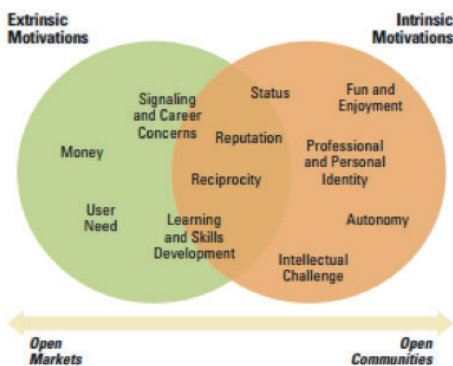 Extrinsic
Motivations
Intrinsic
Motivations
Signaling
and Career
Concerns
Status
Fun and
Enjoyment
Money
Reputation
Professional
and Personal
Identity
Reciprocity
User
Need
Learning
and Skills
Development
Autonomy
Intellectual
Challenge
Open
Markets
Open
Communities